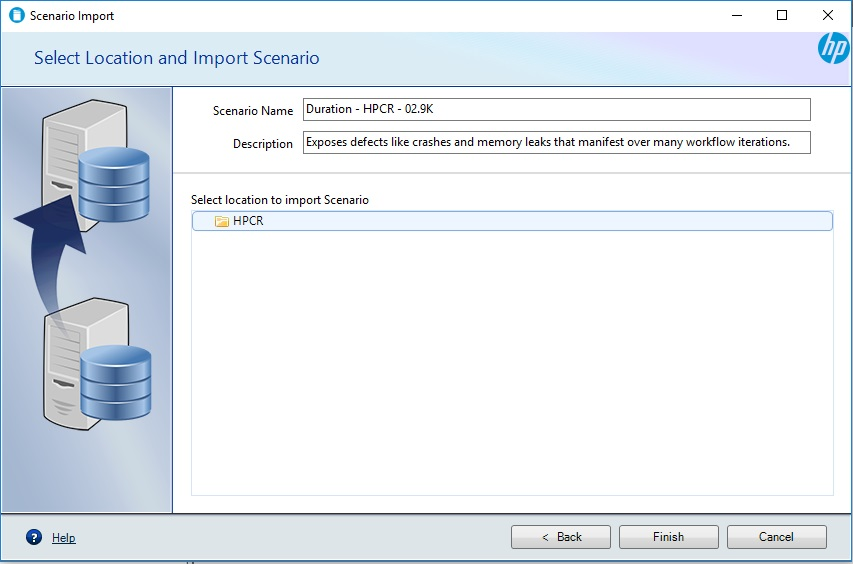 Scenario Import
Select Location and Import Scenario
hp
Scenario Name Duration - HPCR - 02.9K
Description Exposes defects like crashes and memory leaks that manifest over many workflow iterations.
Select location to import Scenario
HPCR
? Help
< Back Finish Cancel